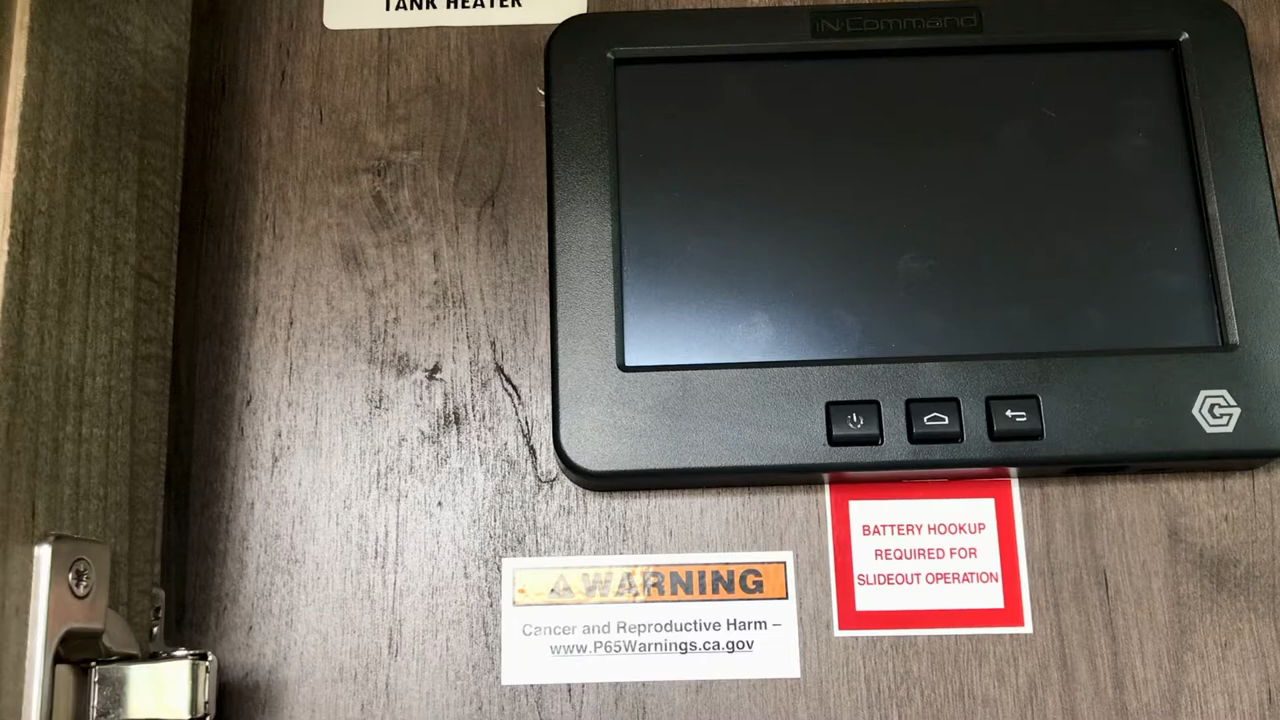 TANK HEATER
iN·Command
BATTERY HOOKUP
REQUIRED FOR
SLIDEOUT OPERATION
WARNING
Cancer and Reproductive Harm –
www.P65Warnings.ca.gov